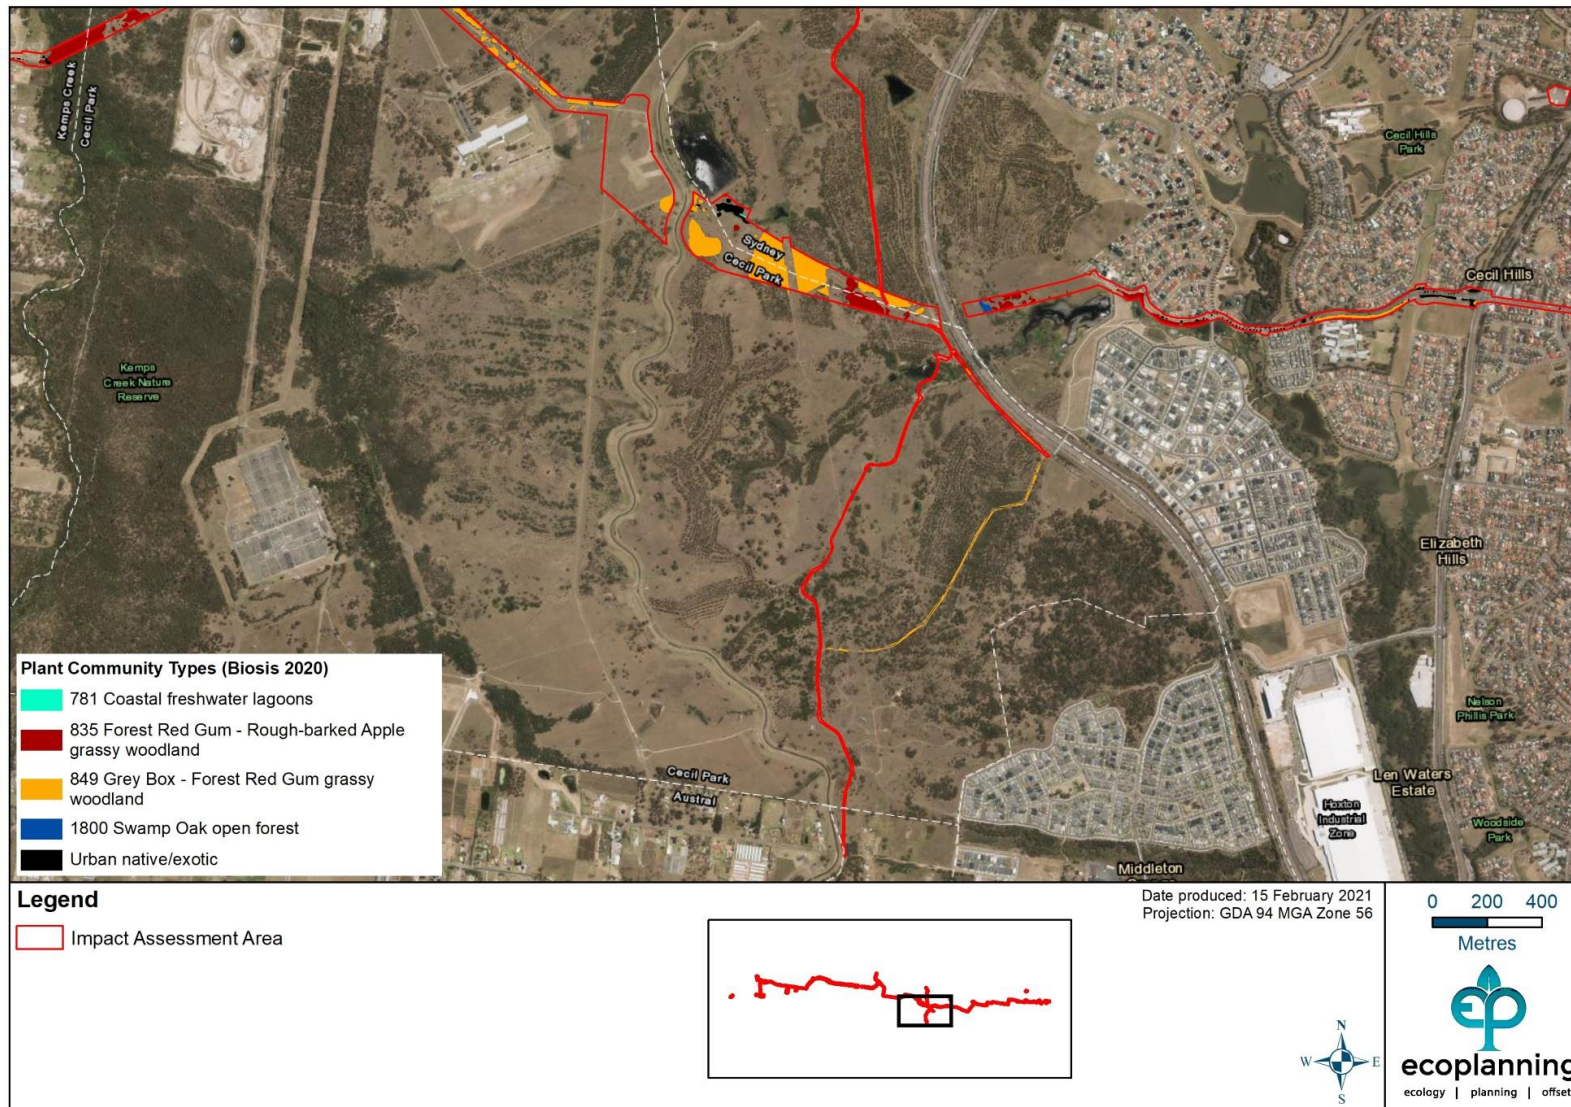 Kemps Creek
Cecil Park
Cecil Hills
Park
Sydney
Cecil Park
Cecil Hills
Kemps
Creek Nature
Reserve
Elizabeth
Hills
Nelson
Phillis Park
Cecil Park
Austral
Len Waters
Estate
Hoxton
Industrial
Zone
Woodside
Park
Middleton
Plant Community Types (Biosis 2020)
781 Coastal freshwater lagoons
835 Forest Red Gum - Rough-barked Apple
grassy woodland
849 Grey Box - Forest Red Gum grassy
woodland
1800 Swamp Oak open forest
Urban native/exotic
Legend
Impact Assessment Area
Date produced: 15 February 2021
Projection: GDA 94 MGA Zone 56
0 200 400
Metres
N
W E
S
ep
ecoplanning
ecology | planning | offset